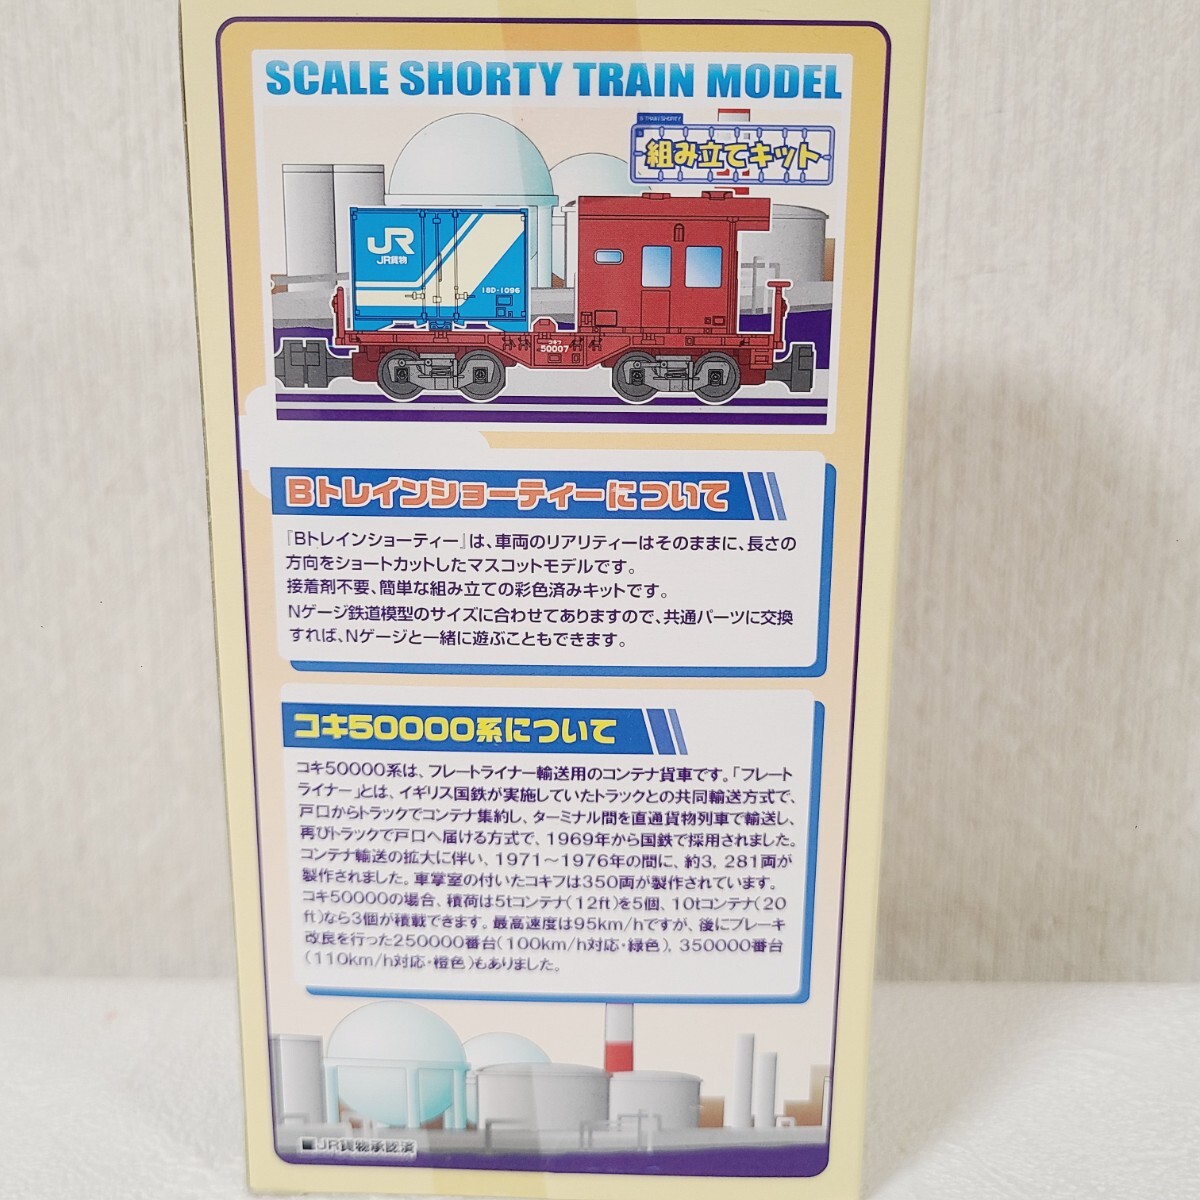 SCALE SHORTY TRAIN MODEL
B TRAIN SHORTY
組み立てキット
JR
JR貨物
18D-1096
コキフ
50007
Bトレインショーティーについて
『Bトレインショーティー』は、車両のリアリティーはそのままに、長さの
方向をショートカットしたマスコットモデルです。
接着剤不要、簡単な組み立ての彩色済みキットです。
Nゲージ鉄道模型のサイズに合わせてありますので、共通パーツに交換
すれば、Nゲージと一緒に遊ぶこともできます。
コキ50000系について
コキ50000系は、フレートライナー輸送用のコンテナ貨車です。「フレート
ライナー」とは、イギリス国鉄が実施していたトラックとの共同輸送方式で、
戸口からトラックでコンテナ集約し、ターミナル間を直通貨物列車で輸送し、
再びトラックで戸口へ届ける方式で、1969年から国鉄で採用されました。
コンテナ輸送の拡大に伴い、1971～1976年の間に、約3,281両が
製作されました。車掌室の付いたコキフは350両が製作されています。
コキ50000の場合、積荷は5tコンテナ(12ft)を5個、10tコンテナ(20
ft)なら3個が積載できます。最高速度は95km/hですが、後にブレーキ
改良を行った250000番台(100km/h対応・緑色)、350000番台
(110km/h対応・橙色)もありました。
■JR貨物承認済